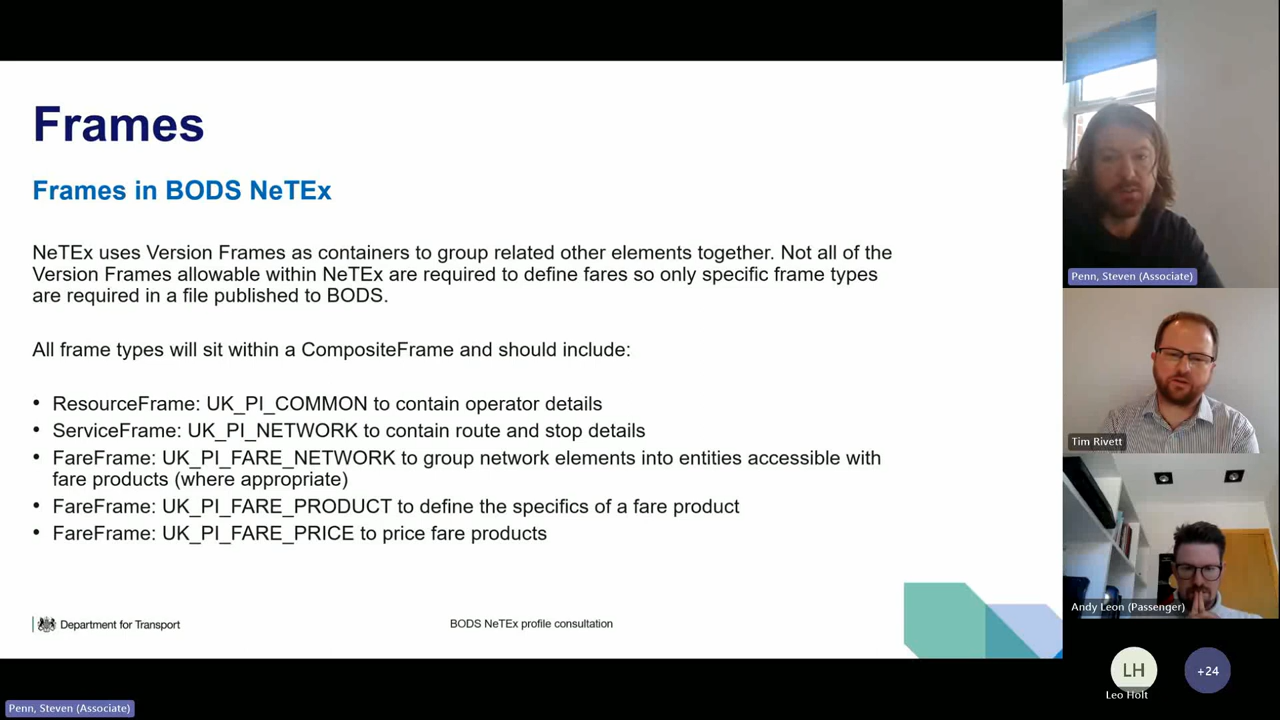 Frames
Frames in BODS NeTEx
NeTEx uses Version Frames as containers to group related other elements together. Not all of the
Version Frames allowable within NeTEx are required to define fares so only specific frame types
are required in a file published to BODS.
All frame types will sit within a CompositeFrame and should include:
• ResourceFrame: UK_PI_COMMON to contain operator details
• ServiceFrame: UK_PI_NETWORK to contain route and stop details
• FareFrame: UK_PI_FARE_NETWORK to group network elements into entities accessible with
fare products (where appropriate)
• FareFrame: UK_PI_FARE_PRODUCT to define the specifics of a fare product
• FareFrame: UK_PI_FARE_PRICE to price fare products
Department for Transport
BODS NeTEx profile consultation
Penn, Steven (Associate)
Tim Rivett
Andy Leon (Passenger)
LH
+24
Leo Holt
Penn, Steven (Associate)